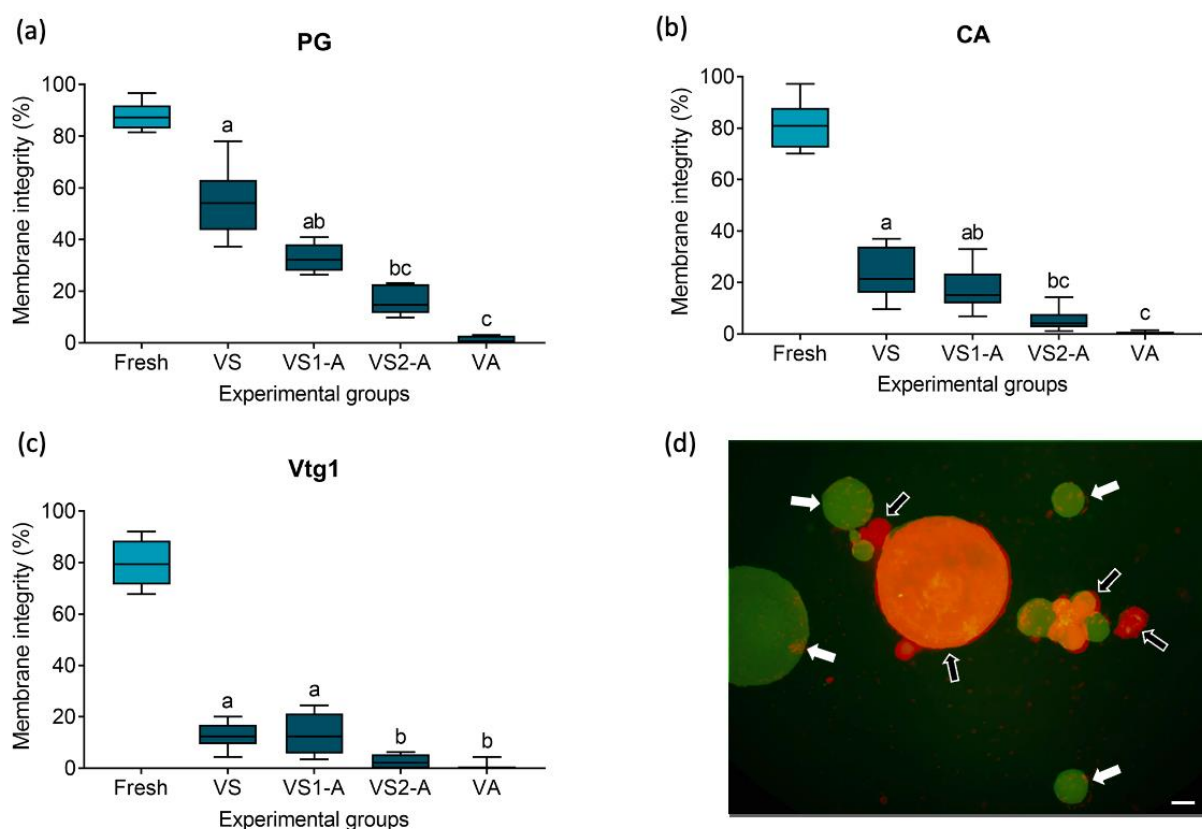 (a)
PG
Membrane integrity (%)
100
80
60
40
20
0
a
ab
bc
c
Fresh VS VS1-A VS2-A VA
Experimental groups
(b)
CA
Membrane integrity (%)
100
80
60
40
20
0
a
ab
bc
c
Fresh VS VS1-A VS2-A VA
Experimental groups
(c)
Vtg1
Membrane integrity (%)
100
80
60
40
20
0
a
a
b
b
Fresh VS VS1-A VS2-A VA
Experimental groups
(d)